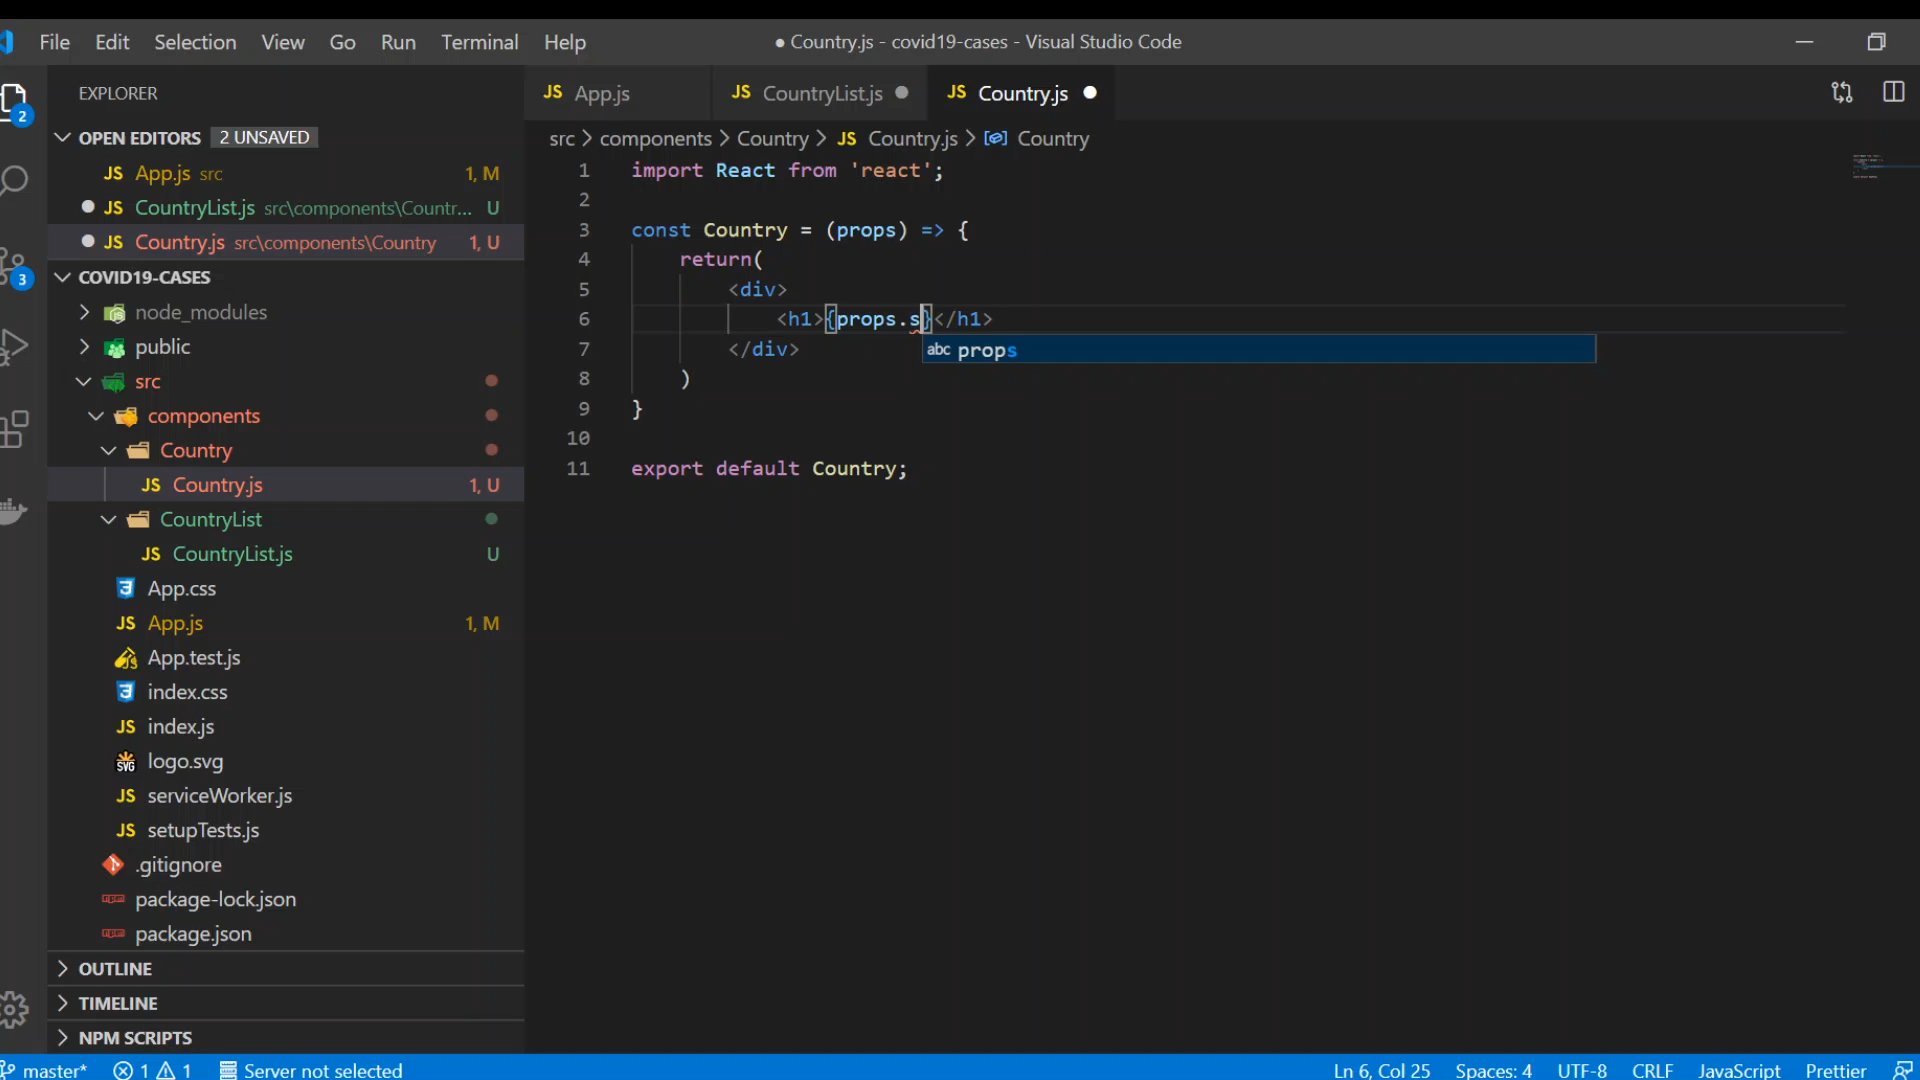 File Edit Selection View Go Run Terminal Help
● Country.js - covid19-cases - Visual Studio Code
2
3
EXPLORER
OPEN EDITORS 2 UNSAVED
JS App.js src 1, M
JS CountryList.js src\components\Countr... U
JS Country.js src\components\Country 1, U
COVID19-CASES
node_modules
public
src
components
Country
JS Country.js 1, U
CountryList
JS CountryList.js U
App.css
JS App.js 1, M
App.test.js
index.css
JS index.js
SVG logo.svg
JS serviceWorker.js
JS setupTests.js
.gitignore
package-lock.json
package.json
OUTLINE
TIMELINE
NPM SCRIPTS
JS App.js JS CountryList.js JS Country.js
src > components > Country > JS Country.js > Country
1 import React from 'react';
2
3 const Country = (props) => {
4 return(
5 <div>
6 <h1>{props.s}</h1>
abc props
7 </div>
8 )
9 }
10
11 export default Country;
master* 1 1 Server not selected Ln 6, Col 25 Spaces: 4 UTF-8 CRLF JavaScript Prettier